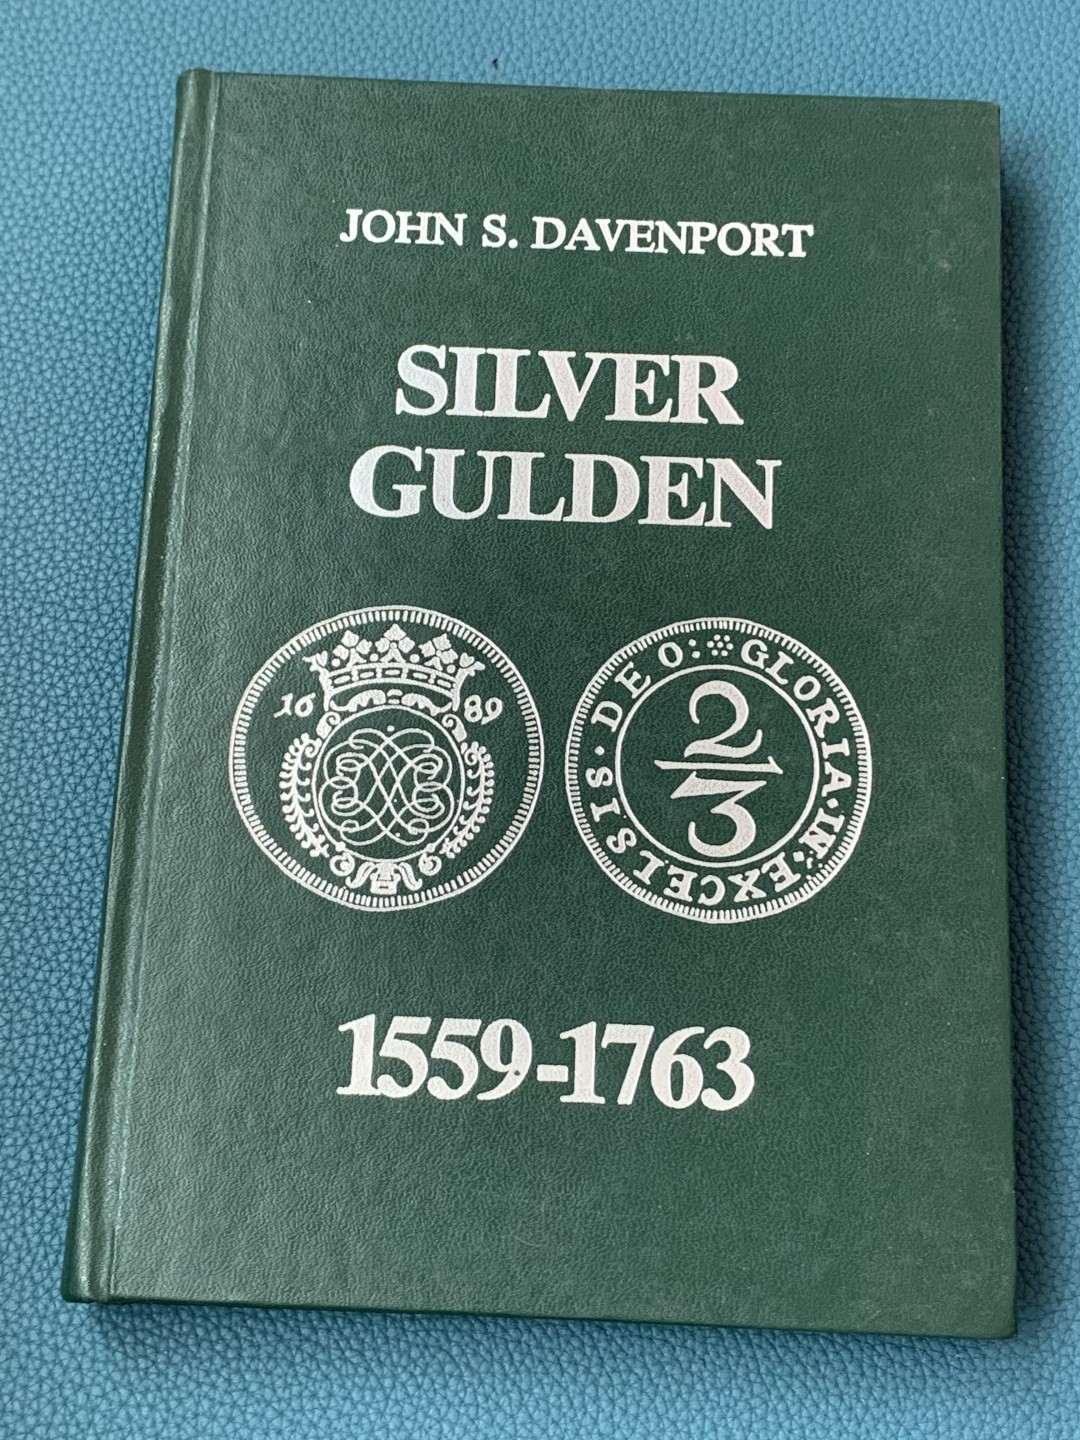 JOHN S. DAVENPORT
SILVER
GULDEN
16 89
GLORIA·IN·EXCELSIS·DEO:
2/3
1559-1763